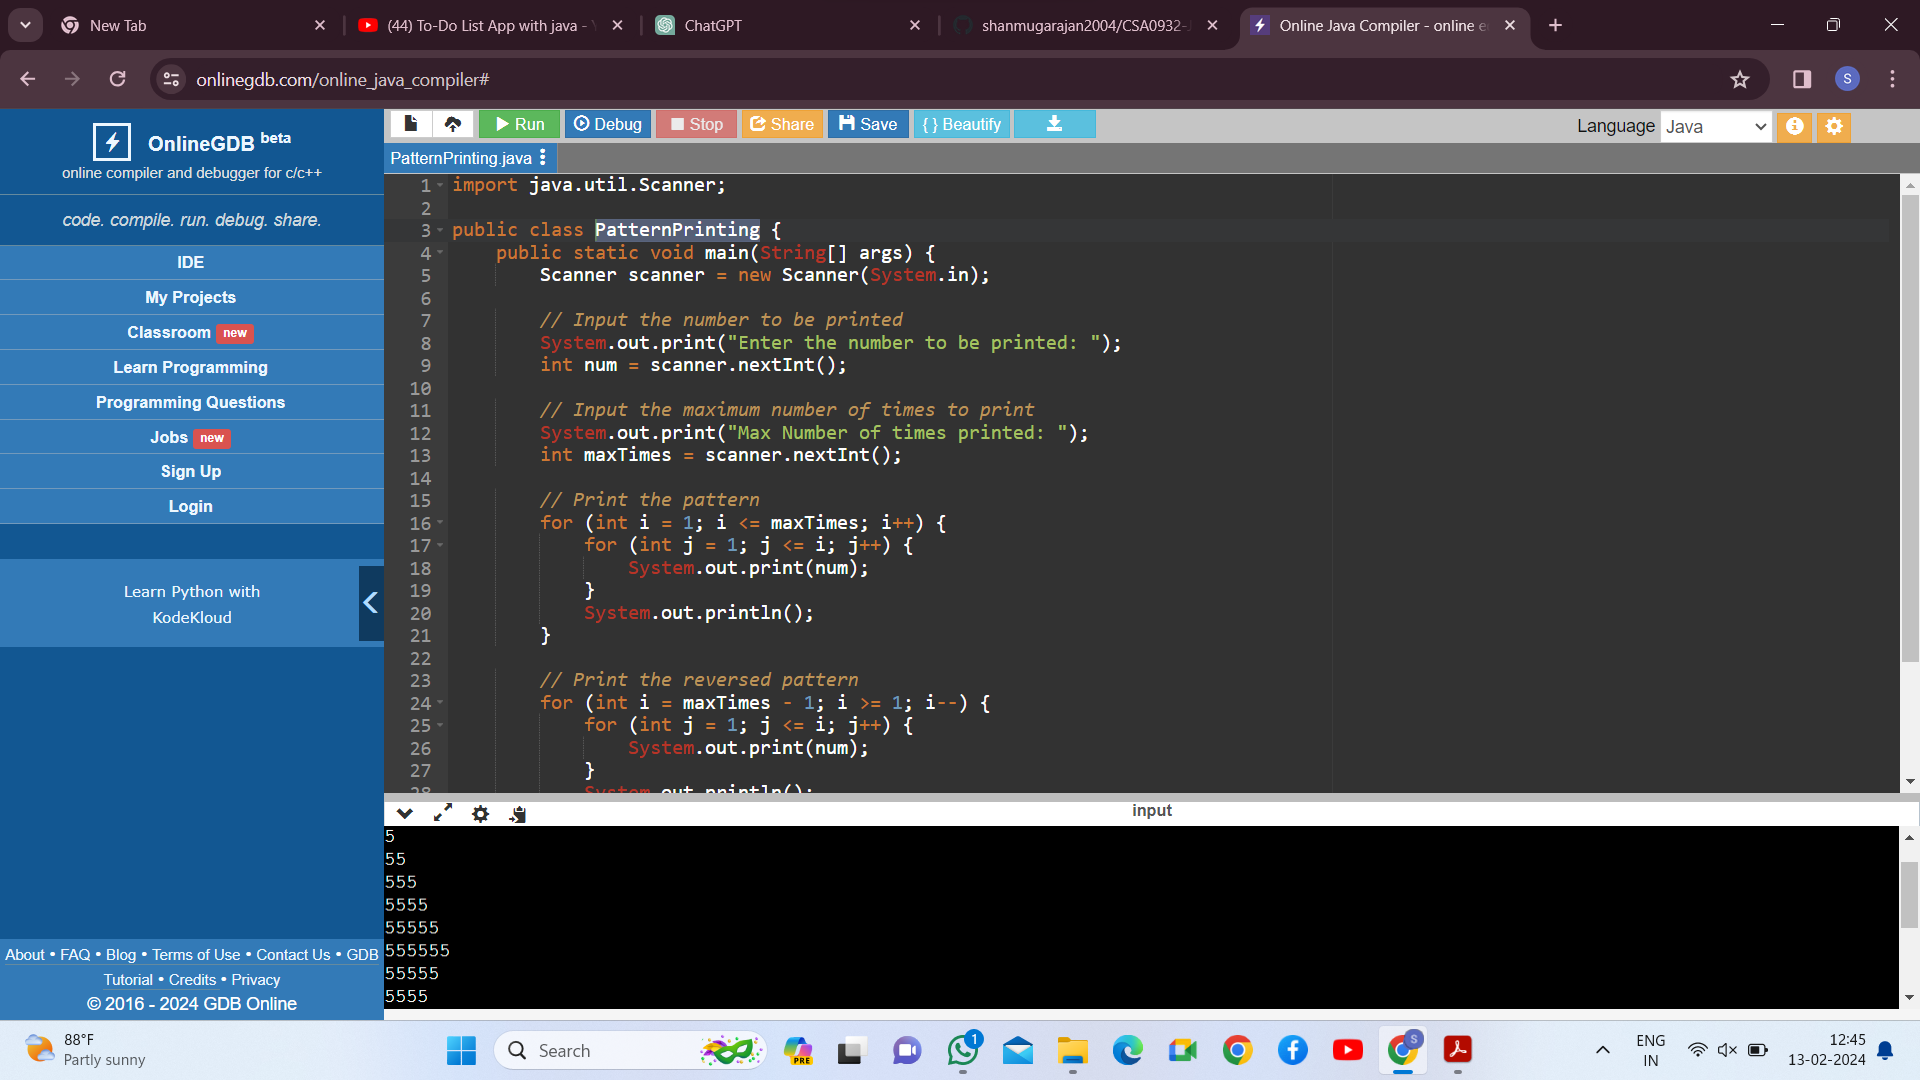 New Tab
(44) To-Do List App with java -
ChatGPT
shanmugarajan2004/CSA0932-
Online Java Compiler - online e
onlinegdb.com/online_java_compiler#
S
OnlineGDB beta
online compiler and debugger for c/c++
code. compile. run. debug. share.
IDE
My Projects
Classroom new
Learn Programming
Programming Questions
Jobs new
Sign Up
Login
Learn Python with
KodeKloud
About • FAQ • Blog • Terms of Use • Contact Us • GDB
Tutorial • Credits • Privacy
© 2016 - 2024 GDB Online
Run Debug Stop Share Save { } Beautify
Language Java
PatternPrinting.java
1 import java.util.Scanner;
2
3 public class PatternPrinting {
4 public static void main(String[] args) {
5 Scanner scanner = new Scanner(System.in);
6
7 // Input the number to be printed
8 System.out.print("Enter the number to be printed: ");
9 int num = scanner.nextInt();
10
11 // Input the maximum number of times to print
12 System.out.print("Max Number of times printed: ");
13 int maxTimes = scanner.nextInt();
14
15 // Print the pattern
16 for (int i = 1; i <= maxTimes; i++) {
17 for (int j = 1; j <= i; j++) {
18 System.out.print(num);
19 }
20 System.out.println();
21 }
22
23 // Print the reversed pattern
24 for (int i = maxTimes - 1; i >= 1; i--) {
25 for (int j = 1; j <= i; j++) {
26 System.out.print(num);
27 }
28 System.out.println();
input
5
55
555
5555
55555
555555
55555
5555
88°F
Partly sunny
Search
PRE
1
S
ENG
IN
12:45
13-02-2024